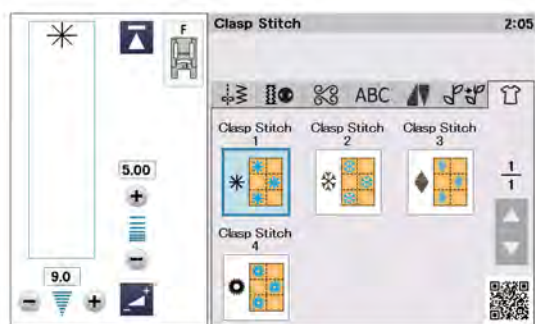 F
Clasp Stitch
2:05
ABC
Clasp Stitch
1
Clasp Stitch
2
Clasp Stitch
3
5.00
1
1
Clasp Stitch
4
9.0